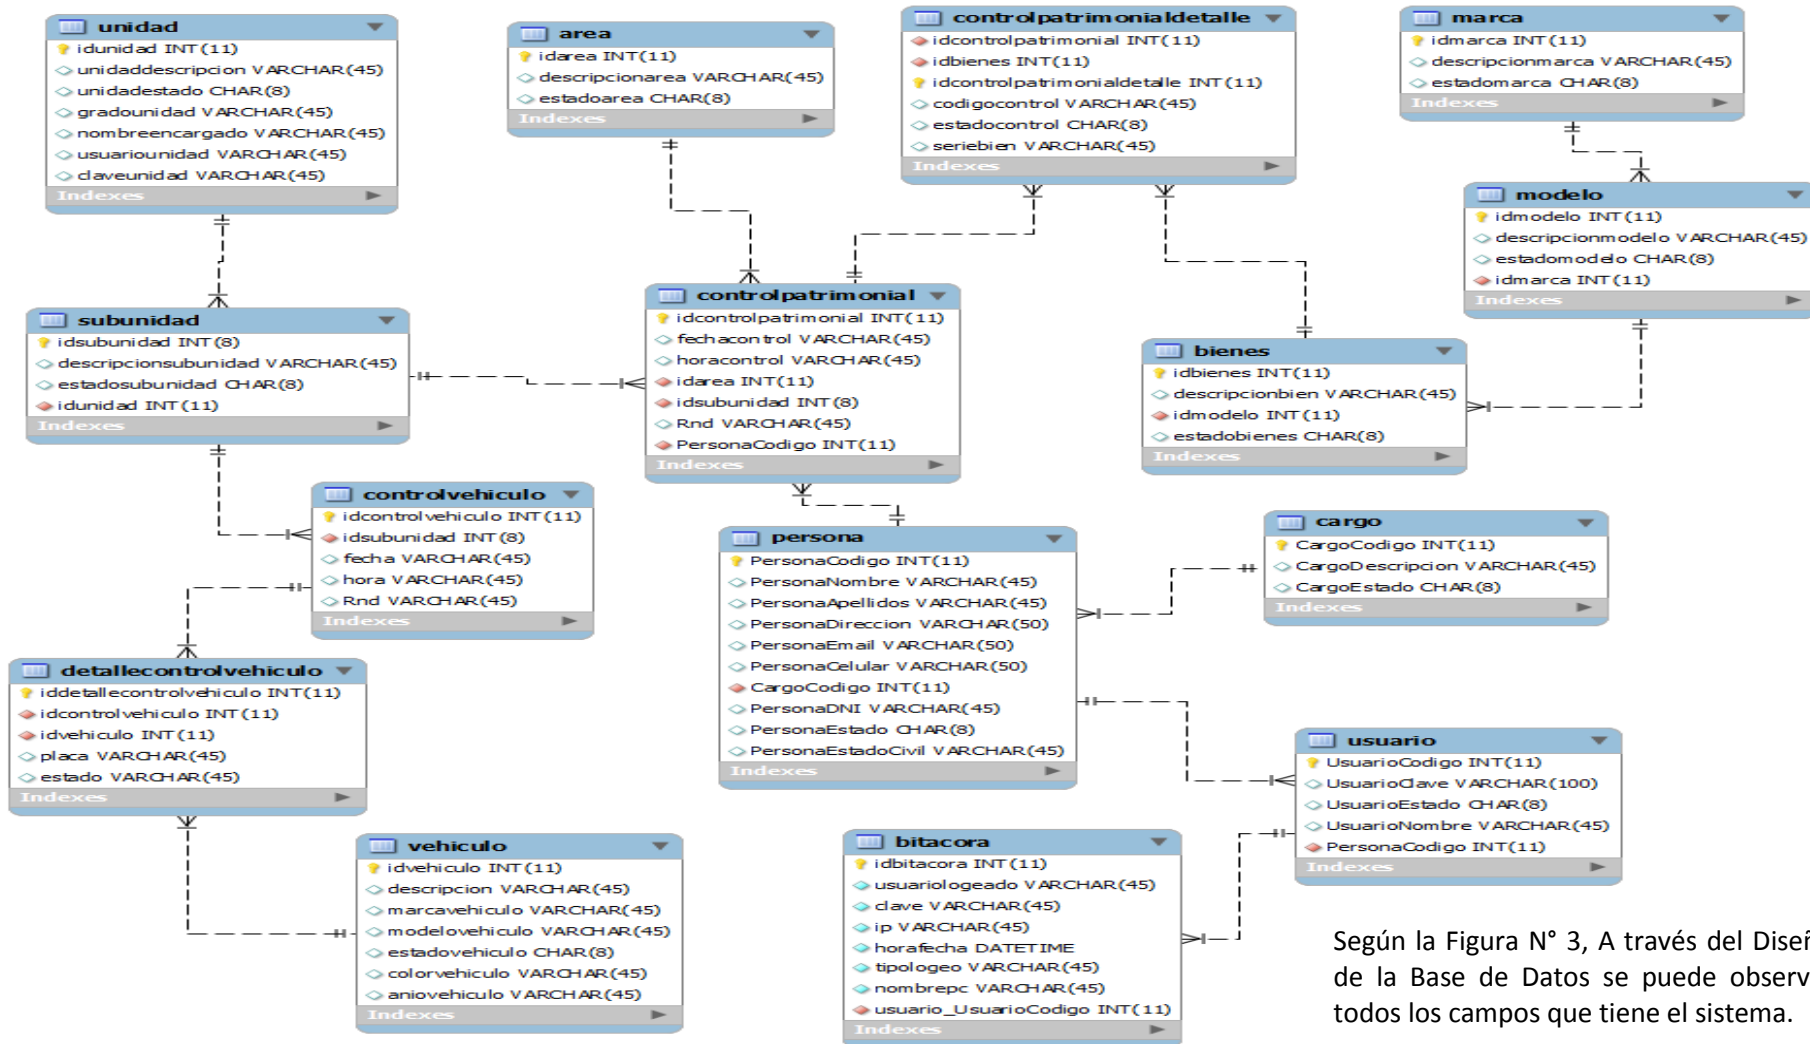 unidad
idunidad INT(11)
unidaddescripcion VARCHAR(45)
unidadestado CHAR(8)
gradounidad VARCHAR(45)
nombreencargado VARCHAR(45)
usuariounidad VARCHAR(45)
claveunidad VARCHAR(45)
Indexes
area
idarea INT(11)
descripcionarea VARCHAR(45)
estadoarea CHAR(8)
Indexes
controlpatrimonialdetalle
idcontrolpatrimonial INT(11)
idbienes INT(11)
idcontrolpatrimonialdetalle INT(11)
codigocontrol VARCHAR(45)
estadocontrol CHAR(8)
seriebien VARCHAR(45)
Indexes
marca
idmarca INT(11)
descripcionmarca VARCHAR(45)
estadomarca CHAR(8)
Indexes
modelo
idmodelo INT(11)
descripcionmodelo VARCHAR(45)
estadomodelo CHAR(8)
idmarca INT(11)
Indexes
subunidad
idsubunidad INT(8)
descripcionsubunidad VARCHAR(45)
estadosubunidad CHAR(8)
idunidad INT(11)
Indexes
controlpatrimonial
idcontrolpatrimonial INT(11)
fechacontrol VARCHAR(45)
horacontrol VARCHAR(45)
idarea INT(11)
idsubunidad INT(8)
Rnd VARCHAR(45)
PersonaCodigo INT(11)
Indexes
bienes
idbienes INT(11)
descripcionbien VARCHAR(45)
idmodelo INT(11)
estadobienes CHAR(8)
Indexes
controlvehiculo
idcontrolvehiculo INT(11)
idsubunidad INT(8)
fecha VARCHAR(45)
hora VARCHAR(45)
Rnd VARCHAR(45)
Indexes
persona
PersonaCodigo INT(11)
PersonaNombre VARCHAR(45)
PersonaApellidos VARCHAR(45)
PersonaDireccion VARCHAR(50)
PersonaEmail VARCHAR(50)
PersonaCelular VARCHAR(50)
CargoCodigo INT(11)
PersonaDNI VARCHAR(45)
PersonaEstado CHAR(8)
PersonaEstadoCivil VARCHAR(45)
Indexes
cargo
CargoCodigo INT(11)
CargoDescripcion VARCHAR(45)
CargoEstado CHAR(8)
Indexes
detallecontrolvehiculo
iddetallecontrolvehiculo INT(11)
idcontrolvehiculo INT(11)
idvehiculo INT(11)
placa VARCHAR(45)
estado VARCHAR(45)
Indexes
usuario
UsuarioCodigo INT(11)
UsuarioClave VARCHAR(100)
UsuarioEstado CHAR(8)
UsuarioNombre VARCHAR(45)
PersonaCodigo INT(11)
Indexes
vehiculo
idvehiculo INT(11)
descripcion VARCHAR(45)
marcavehiculo VARCHAR(45)
modelovehiculo VARCHAR(45)
estadovehiculo CHAR(8)
colorvehiculo VARCHAR(45)
aniovehiculo VARCHAR(45)
Indexes
bitacora
idbitacora INT(11)
usuariologeado VARCHAR(45)
clave VARCHAR(45)
ip VARCHAR(45)
horafecha DATETIME
tipologeo VARCHAR(45)
nombrepc VARCHAR(45)
usuario_UsuarioCodigo INT(11)
Indexes
Según la Figura N° 3, A través del Diseñ
de la Base de Datos se puede observ
todos los campos que tiene el sistema.